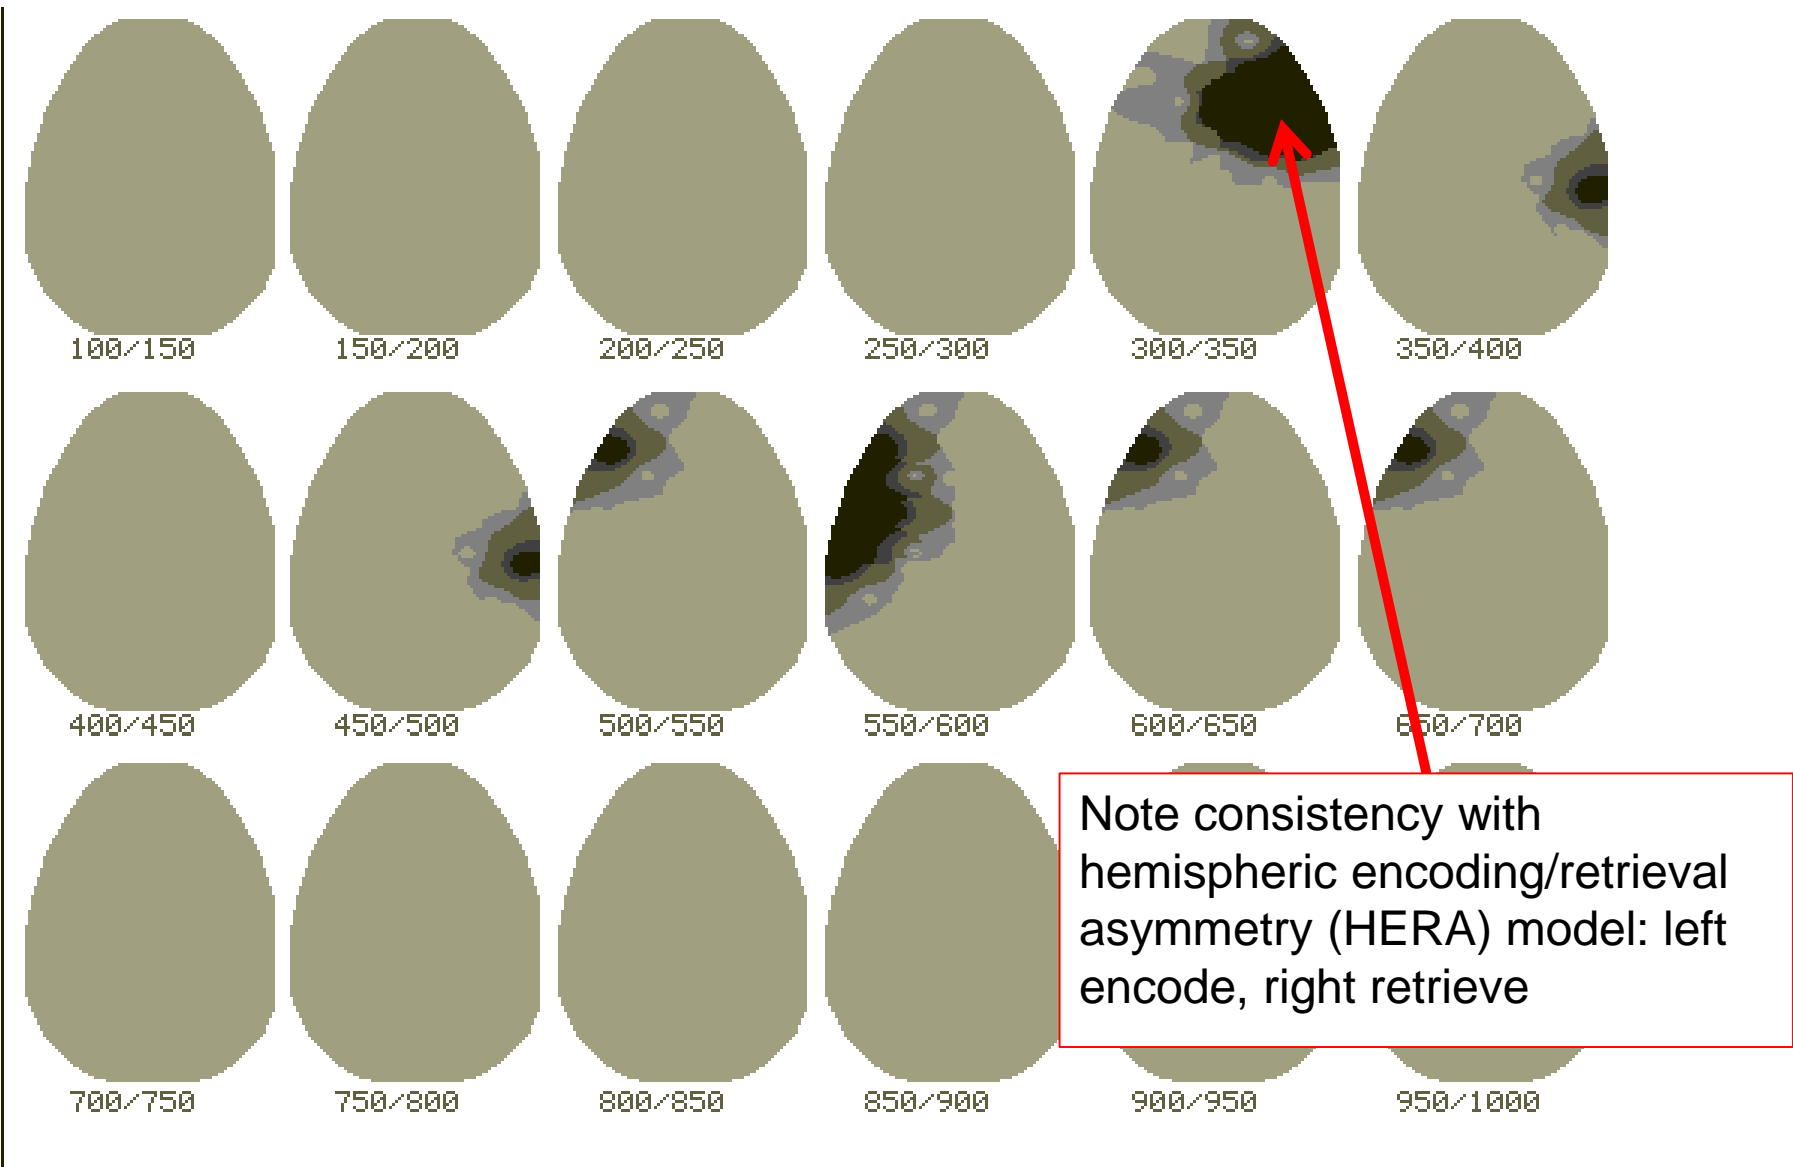 100/150 150/200 200/250 250/300 300/350 350/400
400/450 450/500 500/550 550/600 600/650 650/700
Note consistency with
hemispheric encoding/retrieval
asymmetry (HERA) model: left
encode, right retrieve
700/750 750/800 800/850 850/900 900/950 950/1000